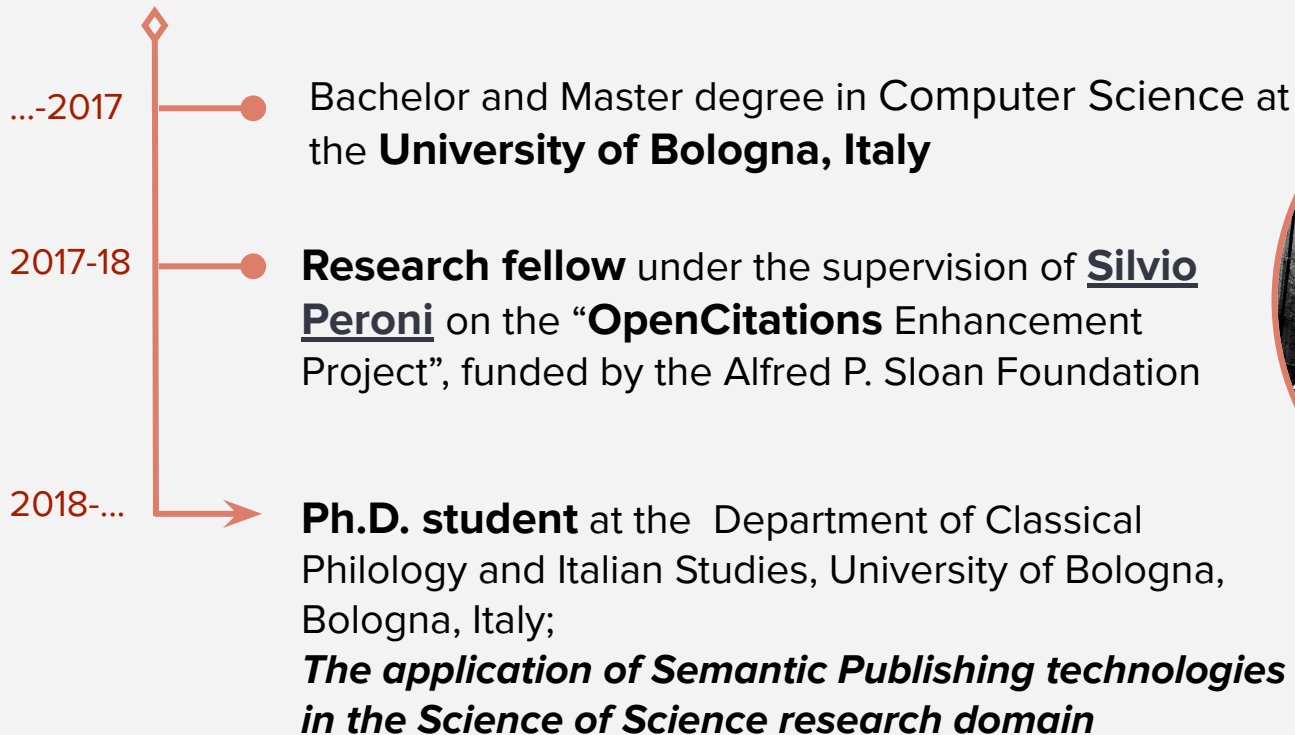 ...-2017
Bachelor and Master degree in Computer Science at
the University of Bologna, Italy
2017-18
Research fellow under the supervision of Silvio
Peroni on the “OpenCitations Enhancement
Project”, funded by the Alfred P. Sloan Foundation
2018-...
Ph.D. student at the Department of Classical
Philology and Italian Studies, University of Bologna,
Bologna, Italy;
The application of Semantic Publishing technologies
in the Science of Science research domain